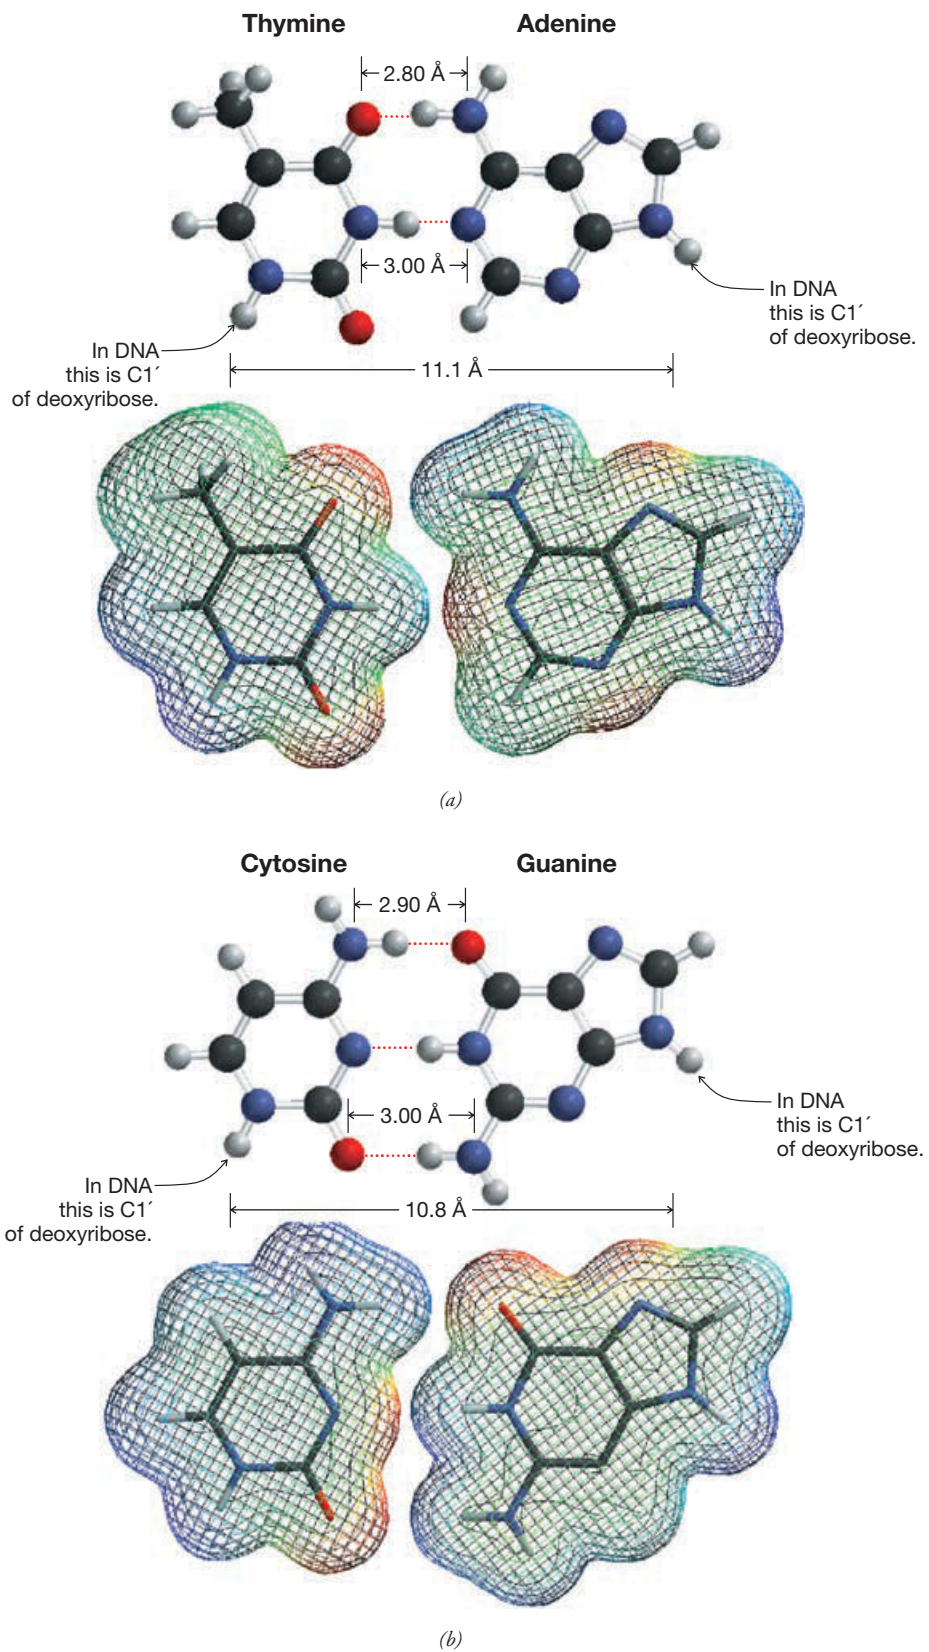 Thymine Adenine
2.80 Å
3.00 Å
In DNA
this is C1´
of deoxyribose.
In DNA
this is C1´
of deoxyribose.
11.1 Å
(a)
Cytosine Guanine
2.90 Å
3.00 Å
In DNA
this is C1´
of deoxyribose.
In DNA
this is C1´
of deoxyribose.
10.8 Å
(b)